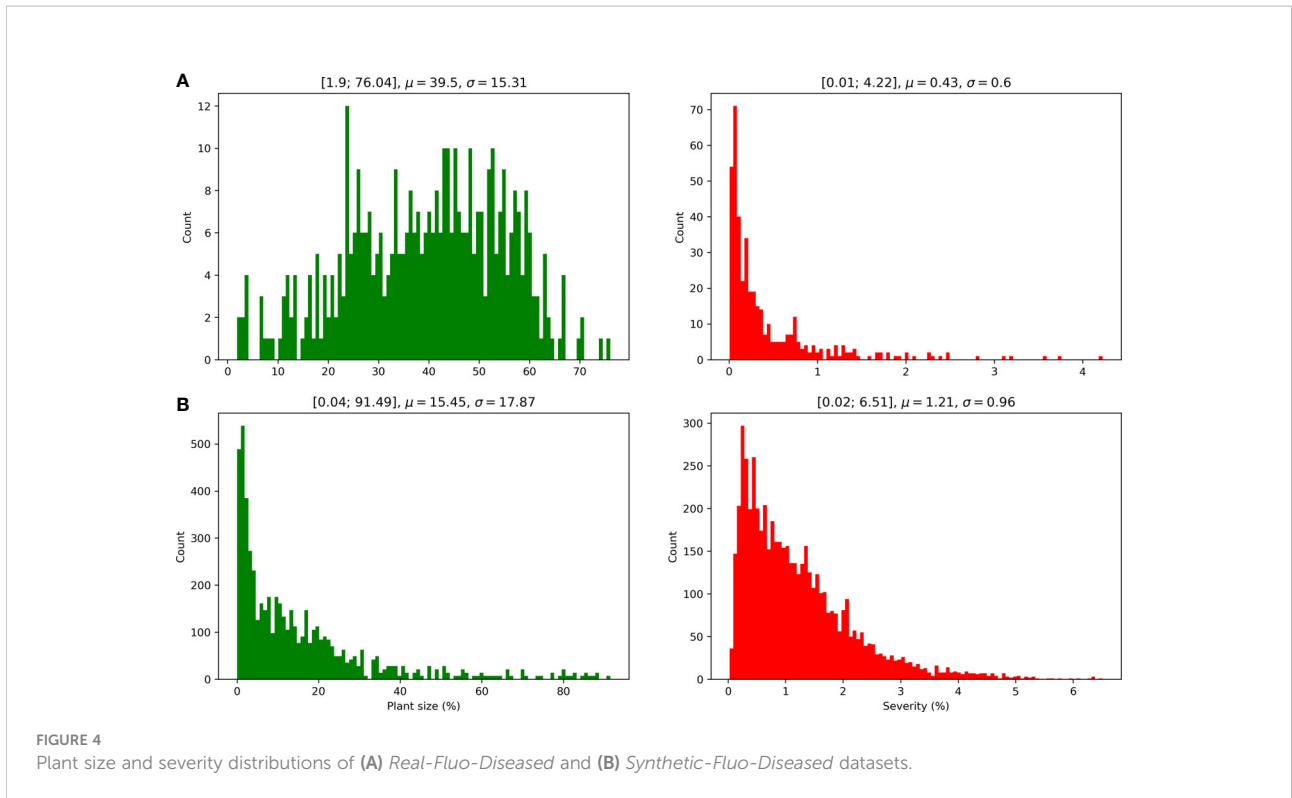 A
[1.9; 76.04], μ = 39.5, σ = 15.31
Count
12
10
8
6
4
2
0
0 10 20 30 40 50 60 70
[0.01; 4.22], μ = 0.43, σ = 0.6
Count
70
60
50
40
30
20
10
0
0 1 2 3 4
B
[0.04; 91.49], μ = 15.45, σ = 17.87
Count
500
400
300
200
100
0
0 20 40 60 80
Plant size (%)
[0.02; 6.51], μ = 1.21, σ = 0.96
Count
300
250
200
150
100
50
0
0 1 2 3 4 5 6
Severity (%)
FIGURE 4
Plant size and severity distributions of (A) Real-Fluo-Diseased and (B) Synthetic-Fluo-Diseased datasets.